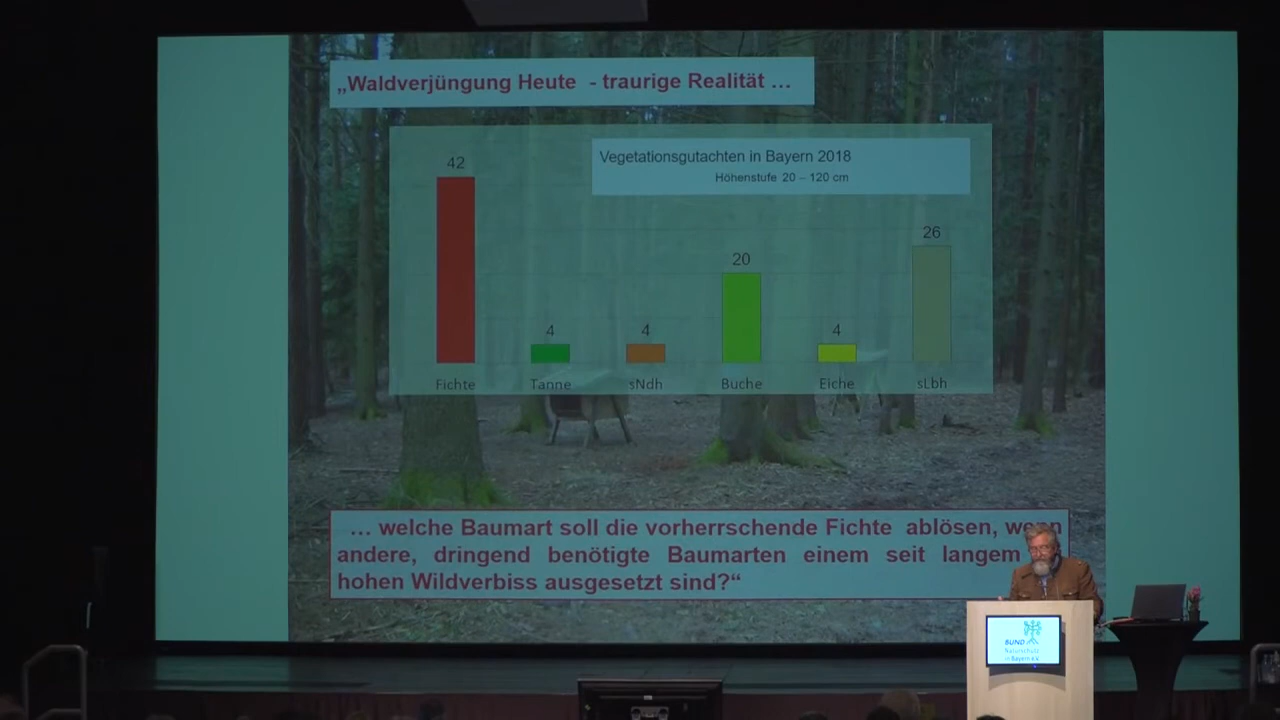 „Waldverjüngung Heute - traurige Realität …
Vegetationsgutachten in Bayern 2018
Höhenstufe 20 – 120 cm
42
4
4
20
4
26
Fichte
Tanne
sNdh
Buche
Eiche
sLbh
… welche Baumart soll die vorherrschende Fichte ablösen,
andere, dringend benötigte Baumarten einem seit langem
hohen Wildverbiss ausgesetzt sind?“
BUND
Naturschutz
in Bayern e.V.